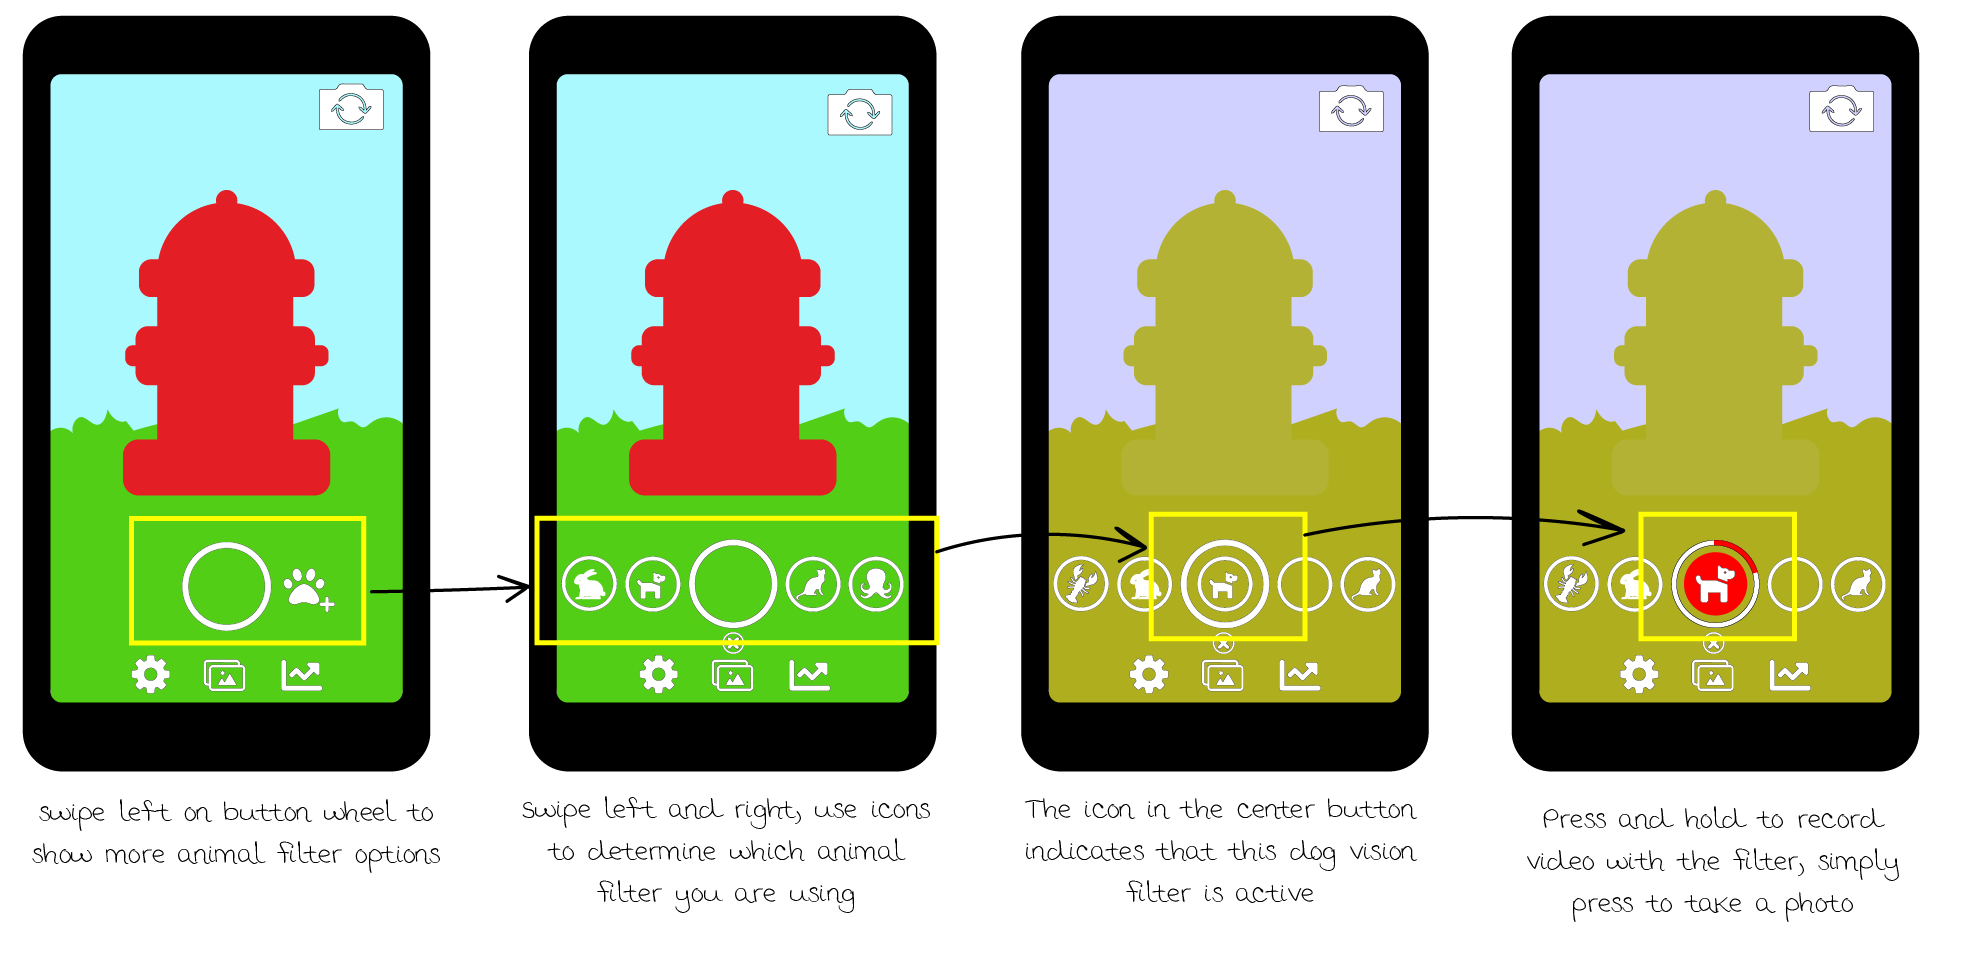 swipe left on button wheel to
show more animal filter options
Swipe left and right, use icons
to determine which animal
filter you are using
The icon in the center button
indicates that this dog vision
filter is active
Press and hold to record
video with the filter, simply
press to take a photo